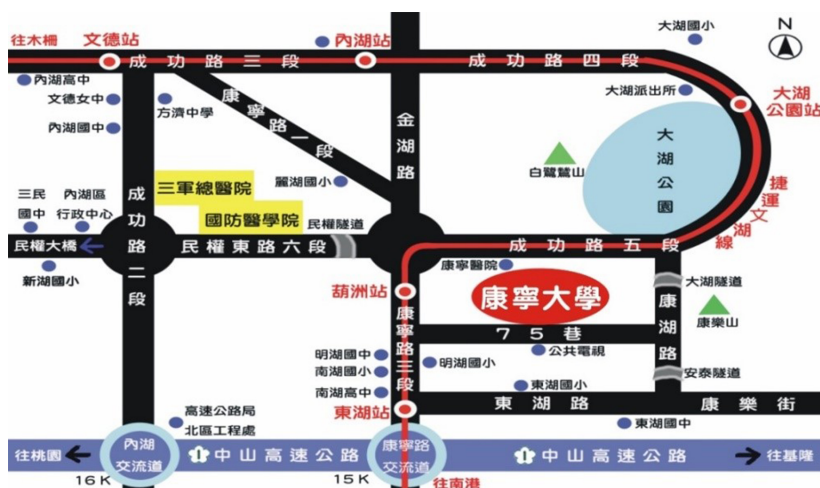 往木柵
文德站
內湖站
大湖國小
N
成功路三段
成功路四段
內湖高中
文德女中
方濟中學
內湖國中
康寧路一段
金湖路
大湖派出所
大湖
公園站
大湖公園
白鷺鷥山
麗湖國小
三軍總醫院
國防醫學院
三民
國中
內湖區
行政中心
成功路二段
民權隧道
捷運文湖線
民權大橋
民權東路六段
成功路五段
新湖國小
康寧醫院
葫洲站
康寧大學
大湖隧道
康樂山
康湖路
75巷
康寧路三段
明湖國中
明湖國小
公共電視
南湖國小
南湖高中
東湖國小
安泰隧道
東湖站
東湖路
康樂街
高速公路局
北區工程處
東湖國中
往桃園
內湖
交流道
1
中山高速公路
康寧路
交流道
1
中山高速公路
往基隆
16K
15K
往南港